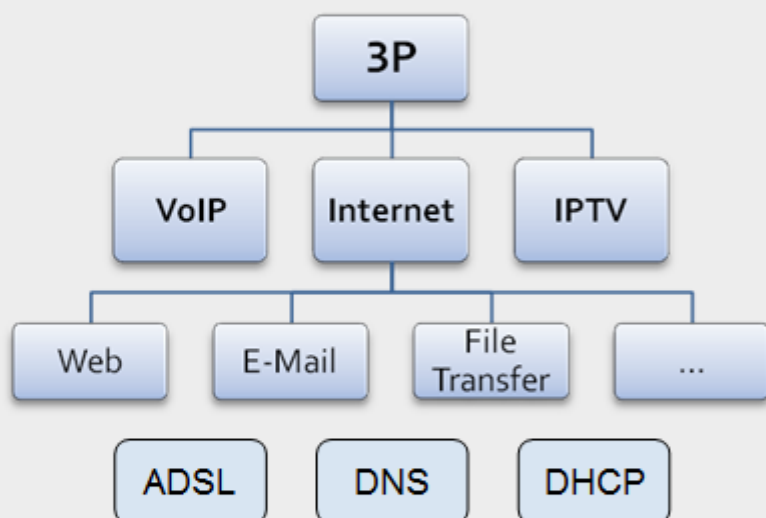 3P
VoIP
Internet
IPTV
Web
E-Mail
File
Transfer
...
ADSL
DNS
DHCP